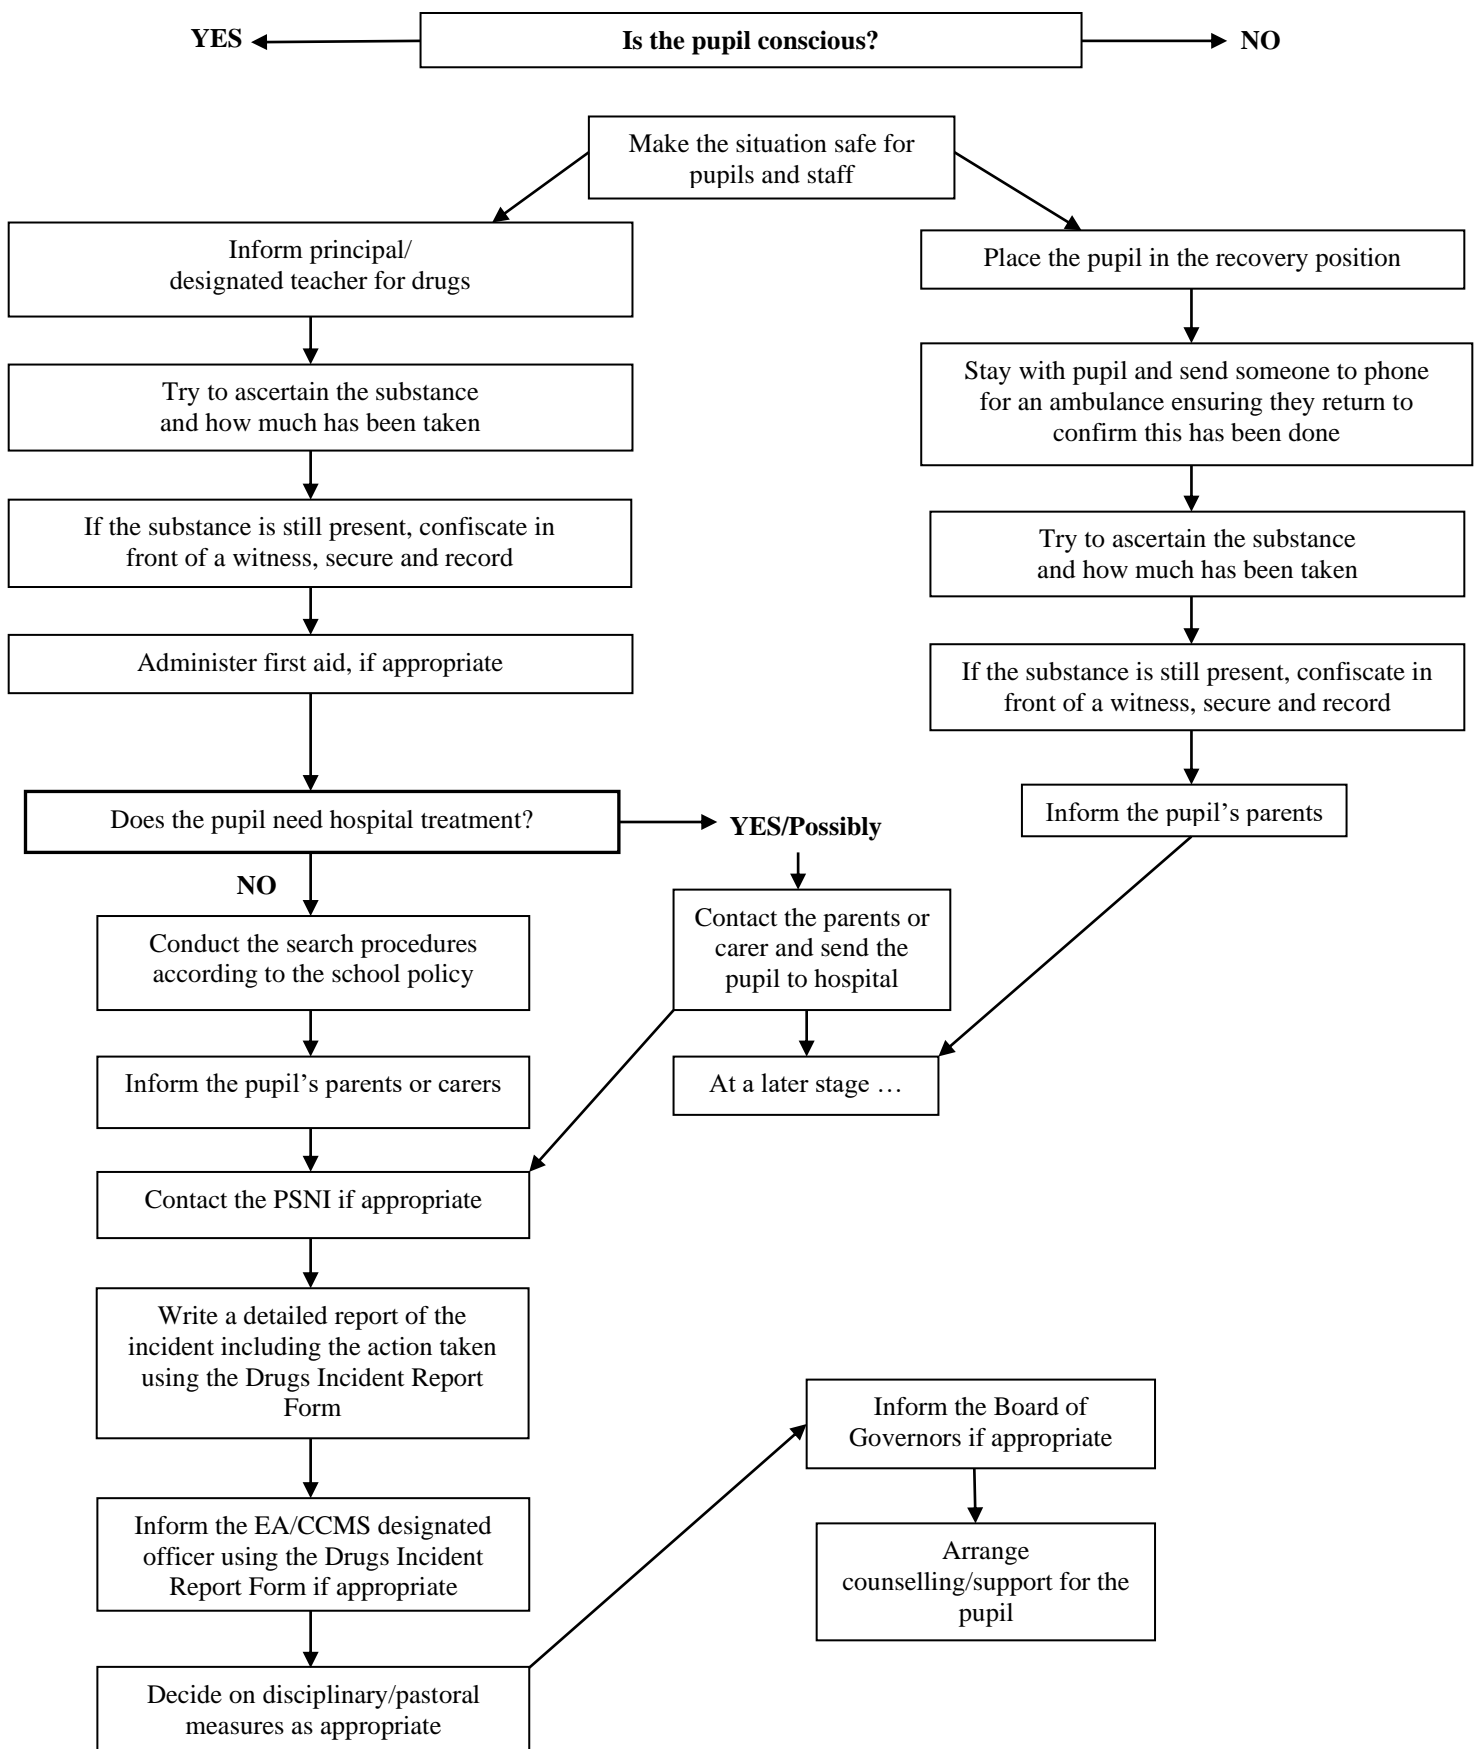 YES
Is the pupil conscious?
NO
Make the situation safe for
pupils and staff
Inform principal/
designated teacher for drugs
Try to ascertain the substance
and how much has been taken
If the substance is still present, confiscate in
front of a witness, secure and record
Administer first aid, if appropriate
Does the pupil need hospital treatment?
YES/Possibly
NO
Place the pupil in the recovery position
Stay with pupil and send someone to phone
for an ambulance ensuring they return to
confirm this has been done
Try to ascertain the substance
and how much has been taken
If the substance is still present, confiscate in
front of a witness, secure and record
Inform the pupil’s parents
Contact the parents or
carer and send the
pupil to hospital
At a later stage …
Conduct the search procedures
according to the school policy
Inform the pupil’s parents or carers
Contact the PSNI if appropriate
Write a detailed report of the
incident including the action taken
using the Drugs Incident Report
Form
Inform the EA/CCMS designated
officer using the Drugs Incident
Report Form if appropriate
Decide on disciplinary/pastoral
measures as appropriate
Inform the Board of
Governors if appropriate
Arrange
counselling/support for the
pupil